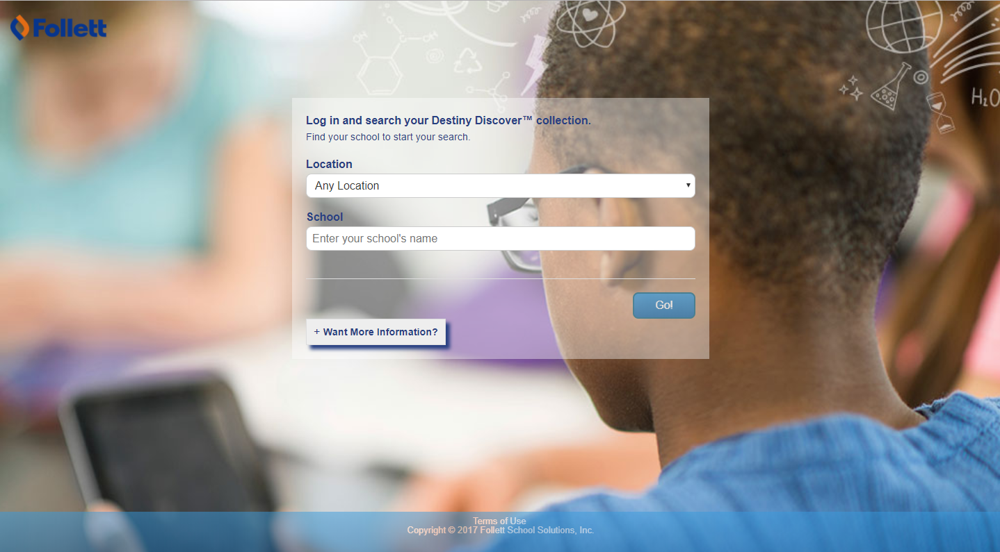 Follett
OH
C
OH
H₂O
Log in and search your Destiny Discover™ collection.
Find your school to start your search.
Location
Any Location
School
Enter your school's name
Go!
+ Want More Information?
Terms of Use
Copyright © 2017 Follett School Solutions, Inc.